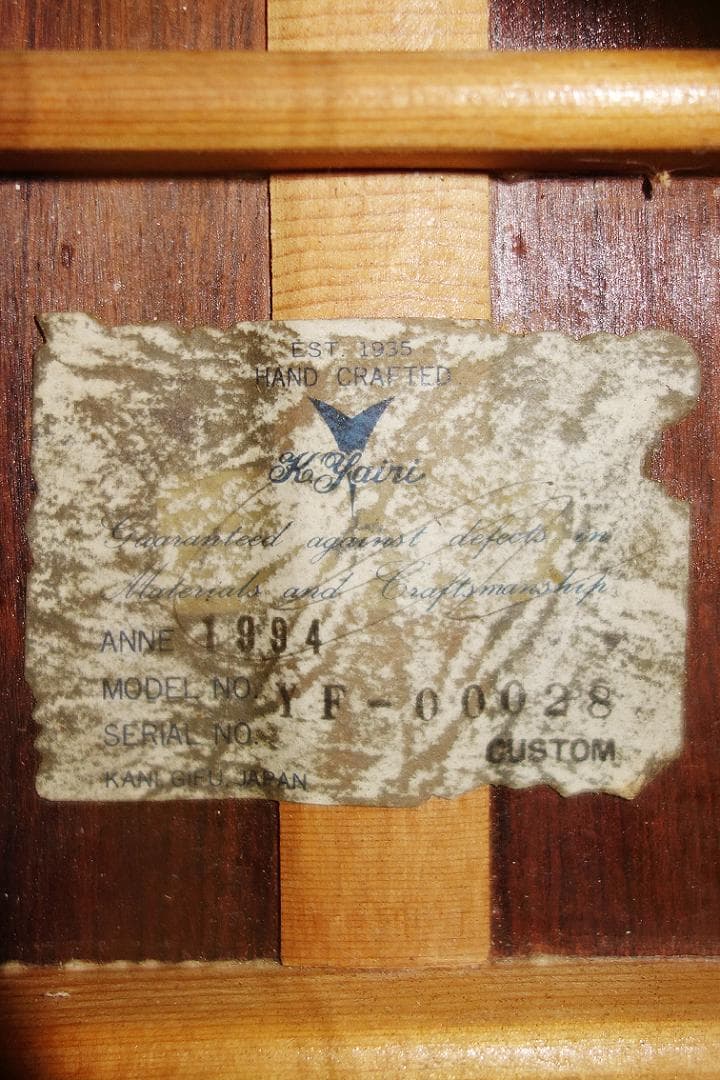 EST. 1935
HAND CRAFTED
K.Yairi
Guaranteed against defects in
Materials and Craftsmanship
ANNE 1994
MODEL NO. YF-00028
SERIAL NO. CUSTOM
KANI, GIFU, JAPAN